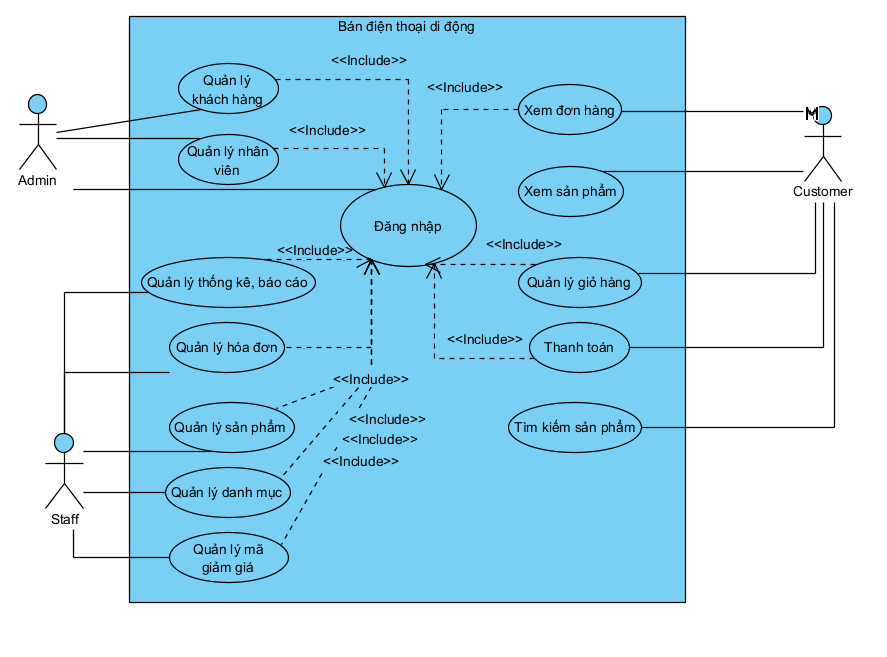 Bán điện thoại di động
<<Include>>
Quản lý
khách hàng
<<Include>>
Xem đơn hàng
<<Include>>
Quản lý nhân
viên
Admin
Xem sản phẩm
Customer
Đăng nhập
<<Include>>
<<Include>>
Quản lý thống kê, báo cáo
Quản lý giỏ hàng
<<Include>>
Quản lý hóa đơn
Thanh toán
<<Include>>
<<Include>>
Quản lý sản phẩm
Tìm kiếm sản phẩm
<<Include>>
<<Include>>
Quản lý danh mục
Staff
Quản lý mã
giảm giá